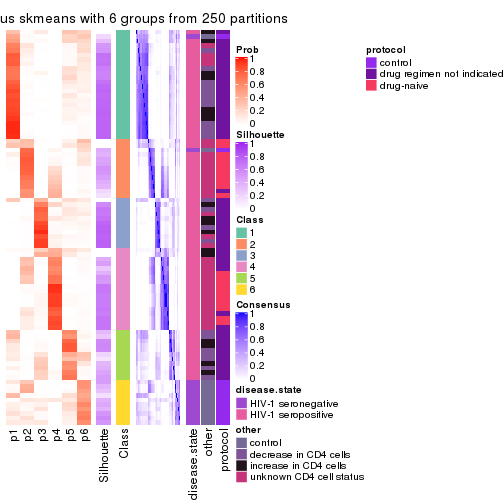 us skmeans with 6 groups from 250 partitions
Prob
1
0.8
0.6
0.4
0.2
0
Silhouette
1
0.8
0.6
0.4
0.2
0
Class
1
2
3
4
5
6
Consensus
1
0.8
0.6
0.4
0.2
0
disease.state
HIV-1 seronegative
HIV-1 seropositive
other
control
decrease in CD4 cells
increase in CD4 cells
unknown CD4 cell status
protocol
control
drug regimen not indicated
drug-naive
p1
p2
p3
p4
p5
p6
Silhouette
Class
disease.state
other
protocol